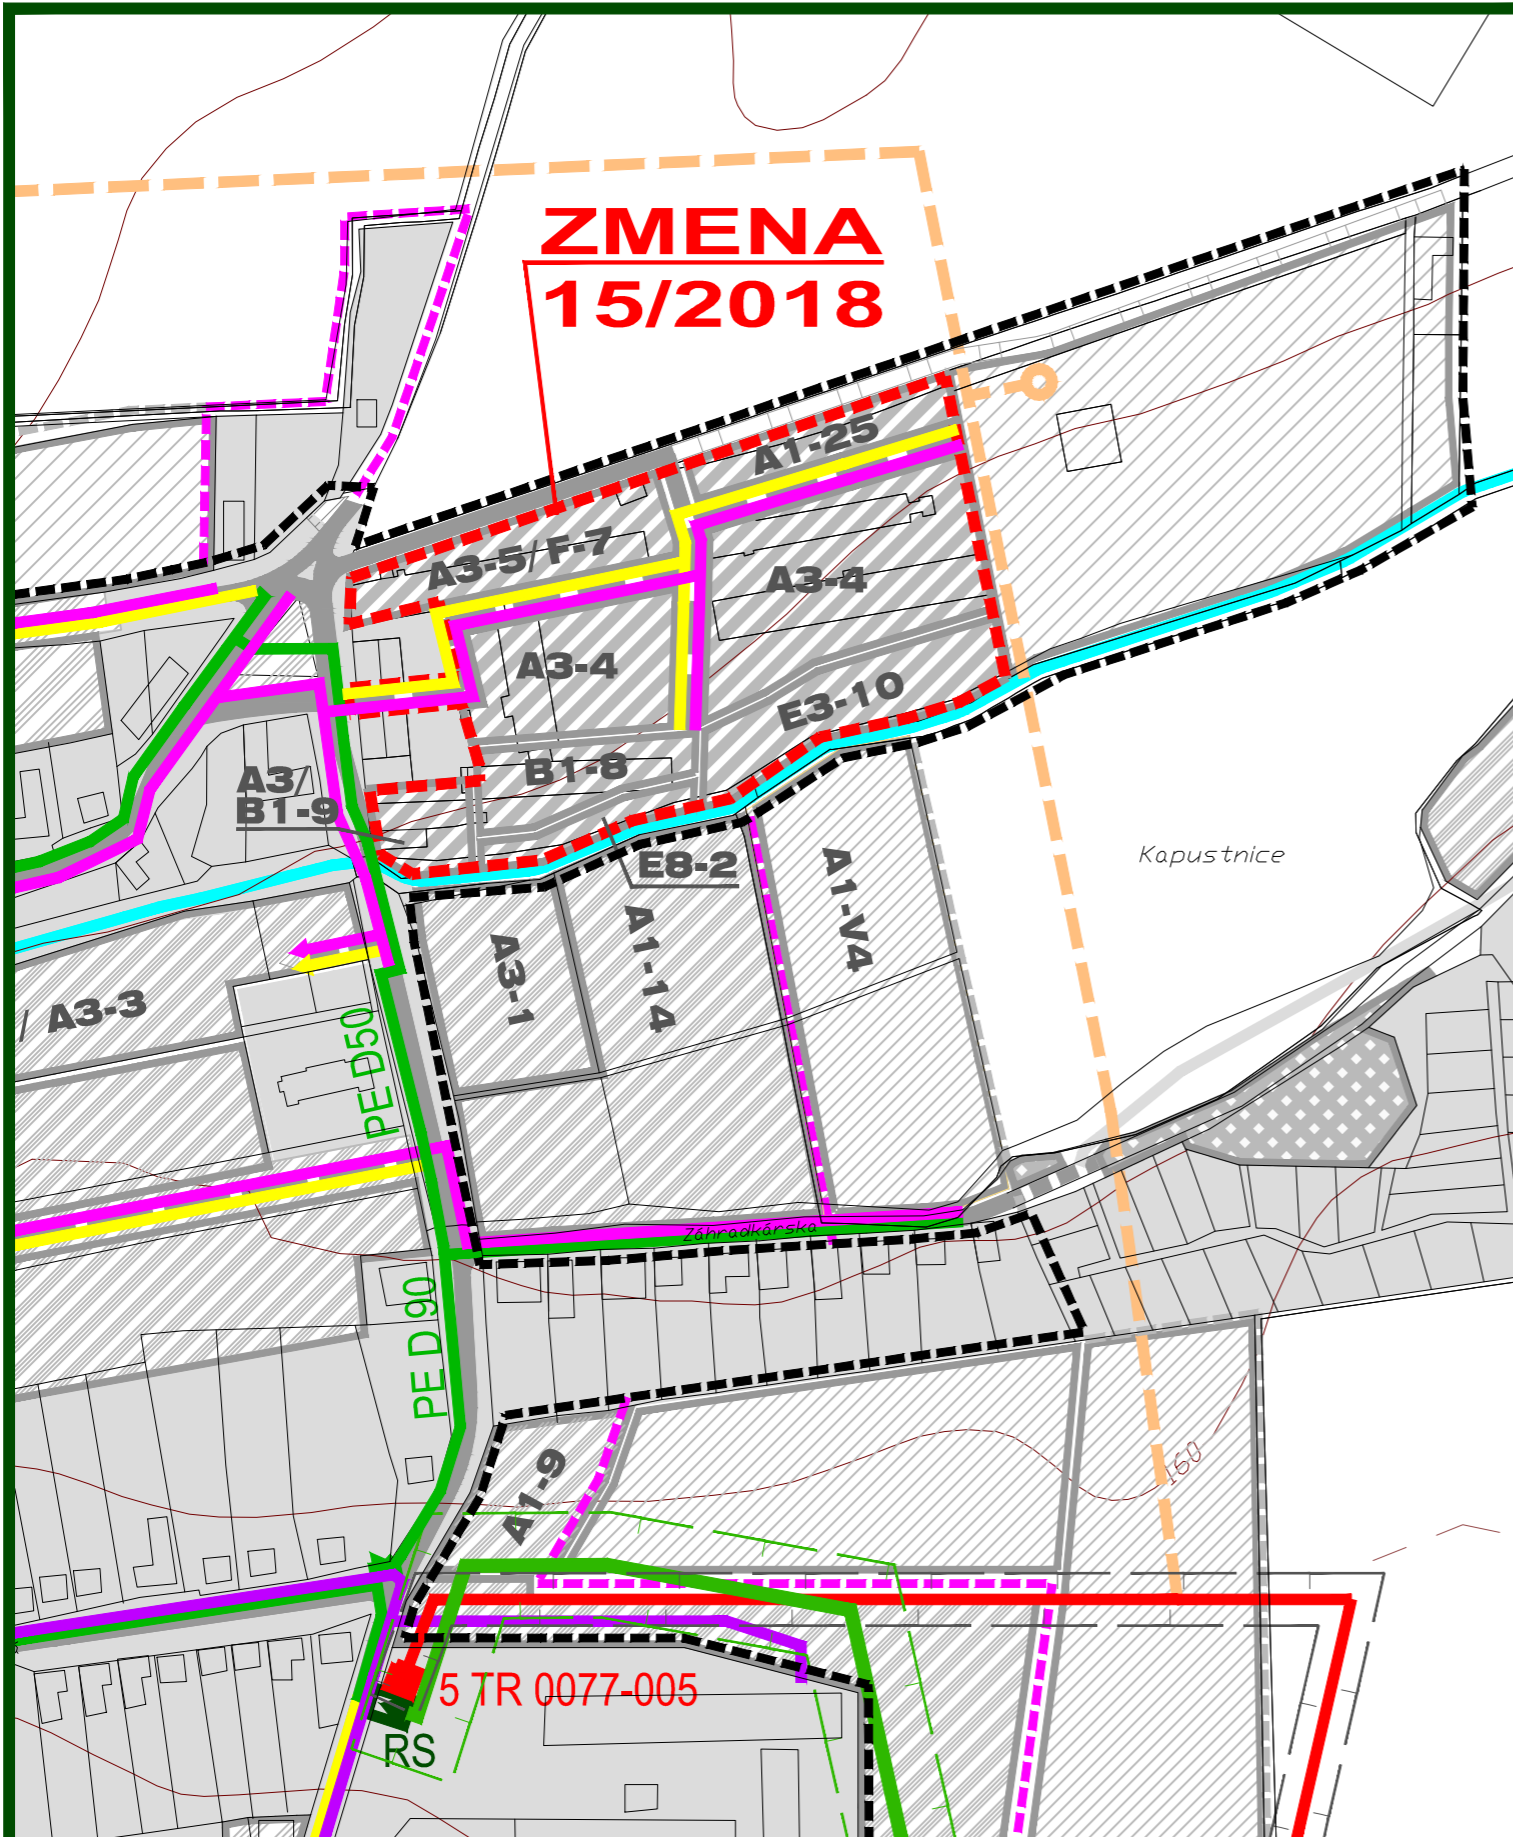 ZMENA
15/2018
A1-25
A3-5/ F-7
A3-4
A3-4
E3-10
B1-8
A3/
B1-9
E8-2
Kapustnice
A1-V4
A1-14
A3-1
/ A3-3
PE D50
Záhradkárska
PE D90
A1-9
160
5 TR 0077-005
RS